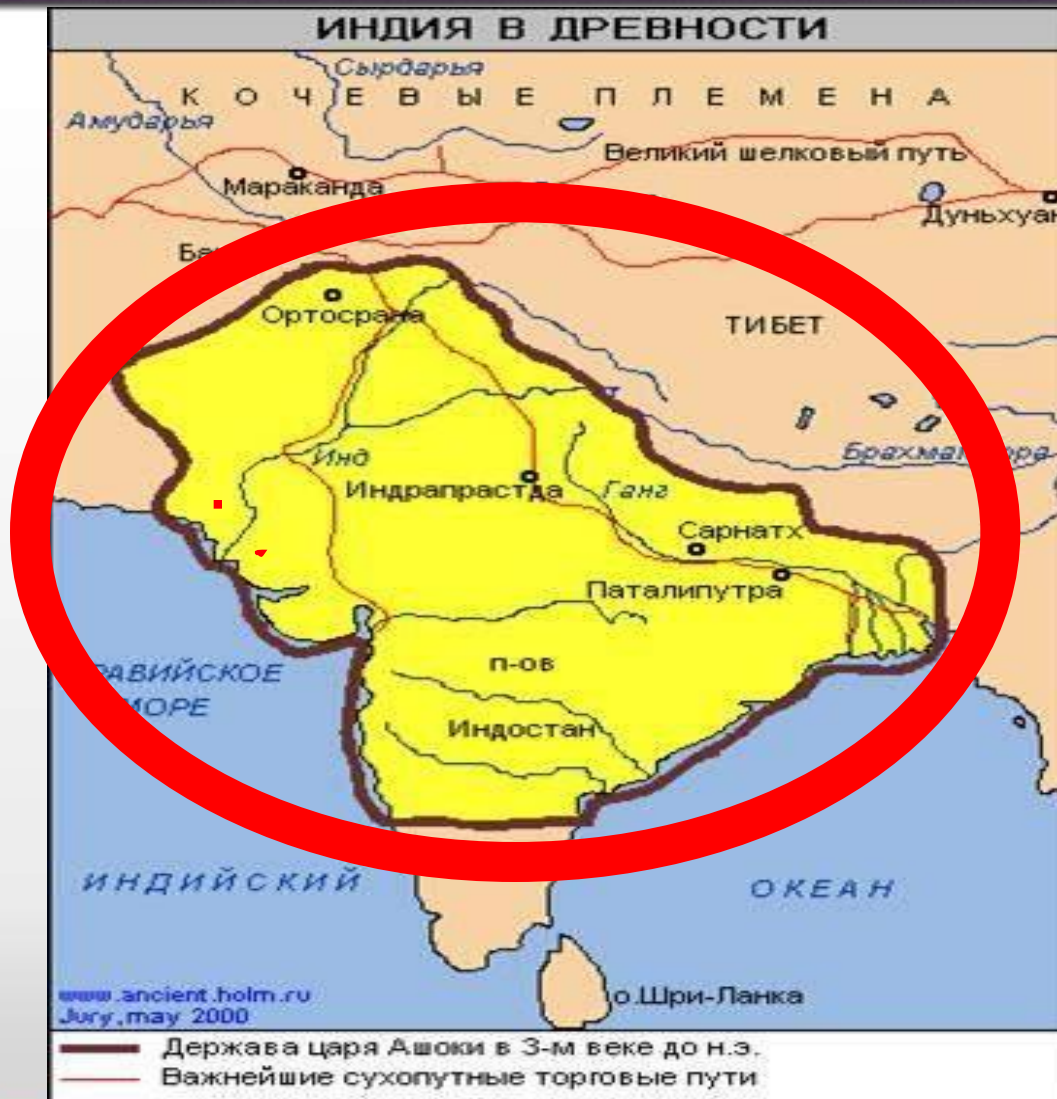 ИНДИЯ В ДРЕВНОСТИ
Сырдарья
КОЧЕВЫЕ ПЛЕМЕНА
Амударья
Великий шелковый путь
Мараканда
Дуньхуан
Ортосрана
ТИБЕТ
Инд
Индрапрастда
Ганг
Сарнатх
Паталипутра
п-ов
МОРЕ
Индостан
ИНДИЙСКИЙ
ОКЕАН
www.ancient.holm.ru
Jury,may 2000
о.Шри-Ланка
Держава царя Ашоки в 3-м веке до н.э.
Важнейшие сухопутные торговые пути